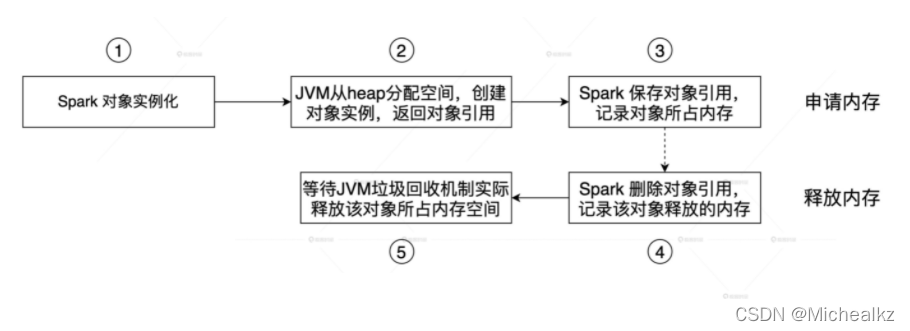 ①
②
③
Spark 对象实例化
JVM从heap分配空间，创建
对象实例，返回对象引用
Spark 保存对象引用，
记录对象所占内存
申请内存
等待JVM垃圾回收机制实际
释放该对象所占内存空间
Spark 删除对象引用，
记录该对象释放的内存
释放内存
⑤
④
CSDN @Michealkz